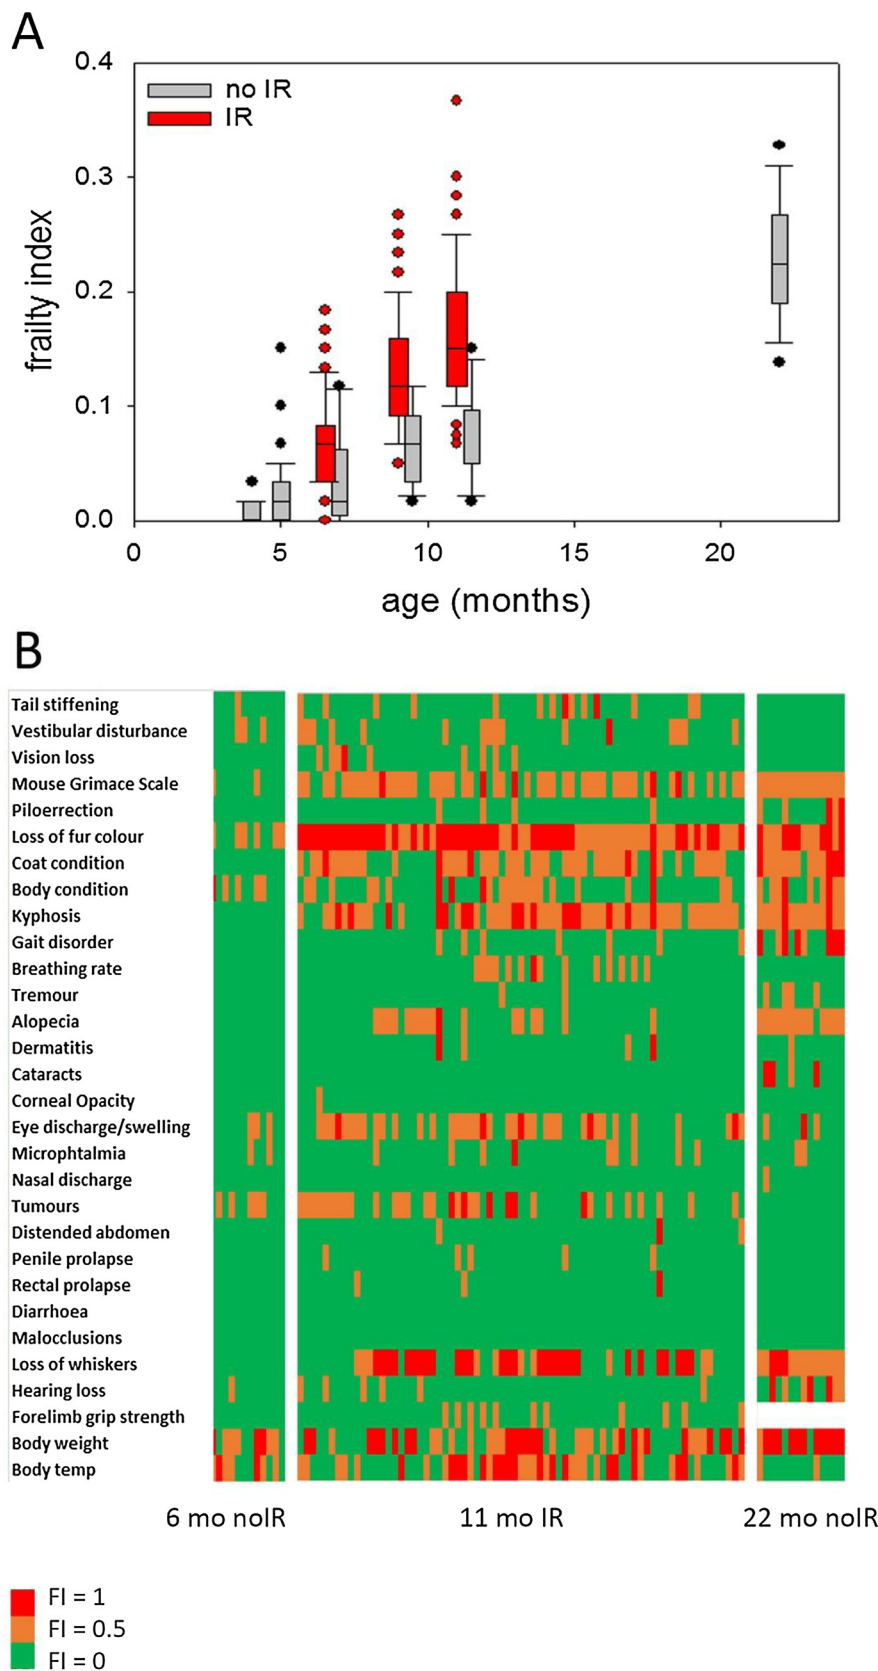 A
0.4
no IR
IR
0.3
frailty index
0.2
0.1
0.0
0 5 10 15 20
age (months)
B
Tail stiffening
Vestibular disturbance
Vision loss
Mouse Grimace Scale
Piloerrection
Loss of fur colour
Coat condition
Body condition
Kyphosis
Gait disorder
Breathing rate
Tremour
Alopecia
Dermatitis
Cataracts
Corneal Opacity
Eye discharge/swelling
Microphtalmia
Nasal discharge
Tumours
Distended abdomen
Penile prolapse
Rectal prolapse
Diarrhoea
Malocclusions
Loss of whiskers
Hearing loss
Forelimb grip strength
Body weight
Body temp
6 mo noIR 11 mo IR 22 mo noIR
FI = 1
FI = 0.5
FI = 0